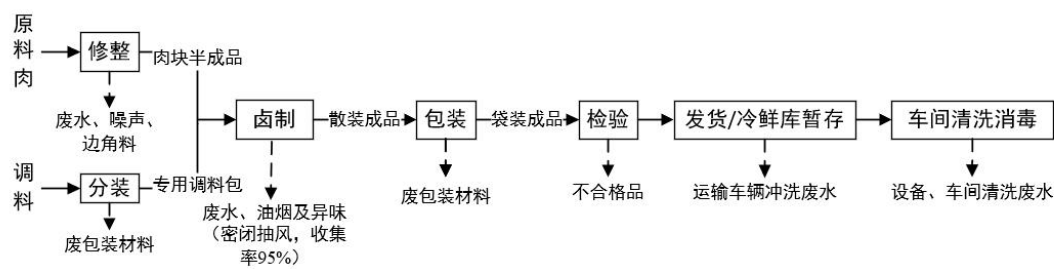 原料肉
修整
肉块半成品
废水、噪声、
边角料
调料
分装
专用调料包
废包装材料
卤制
废水、油烟及异味
（密闭抽风，收集
率95%）
散装成品
包装
废包装材料
袋装成品
检验
不合格品
发货/冷鲜库暂存
运输车辆冲洗废水
车间清洗消毒
设备、车间清洗废水